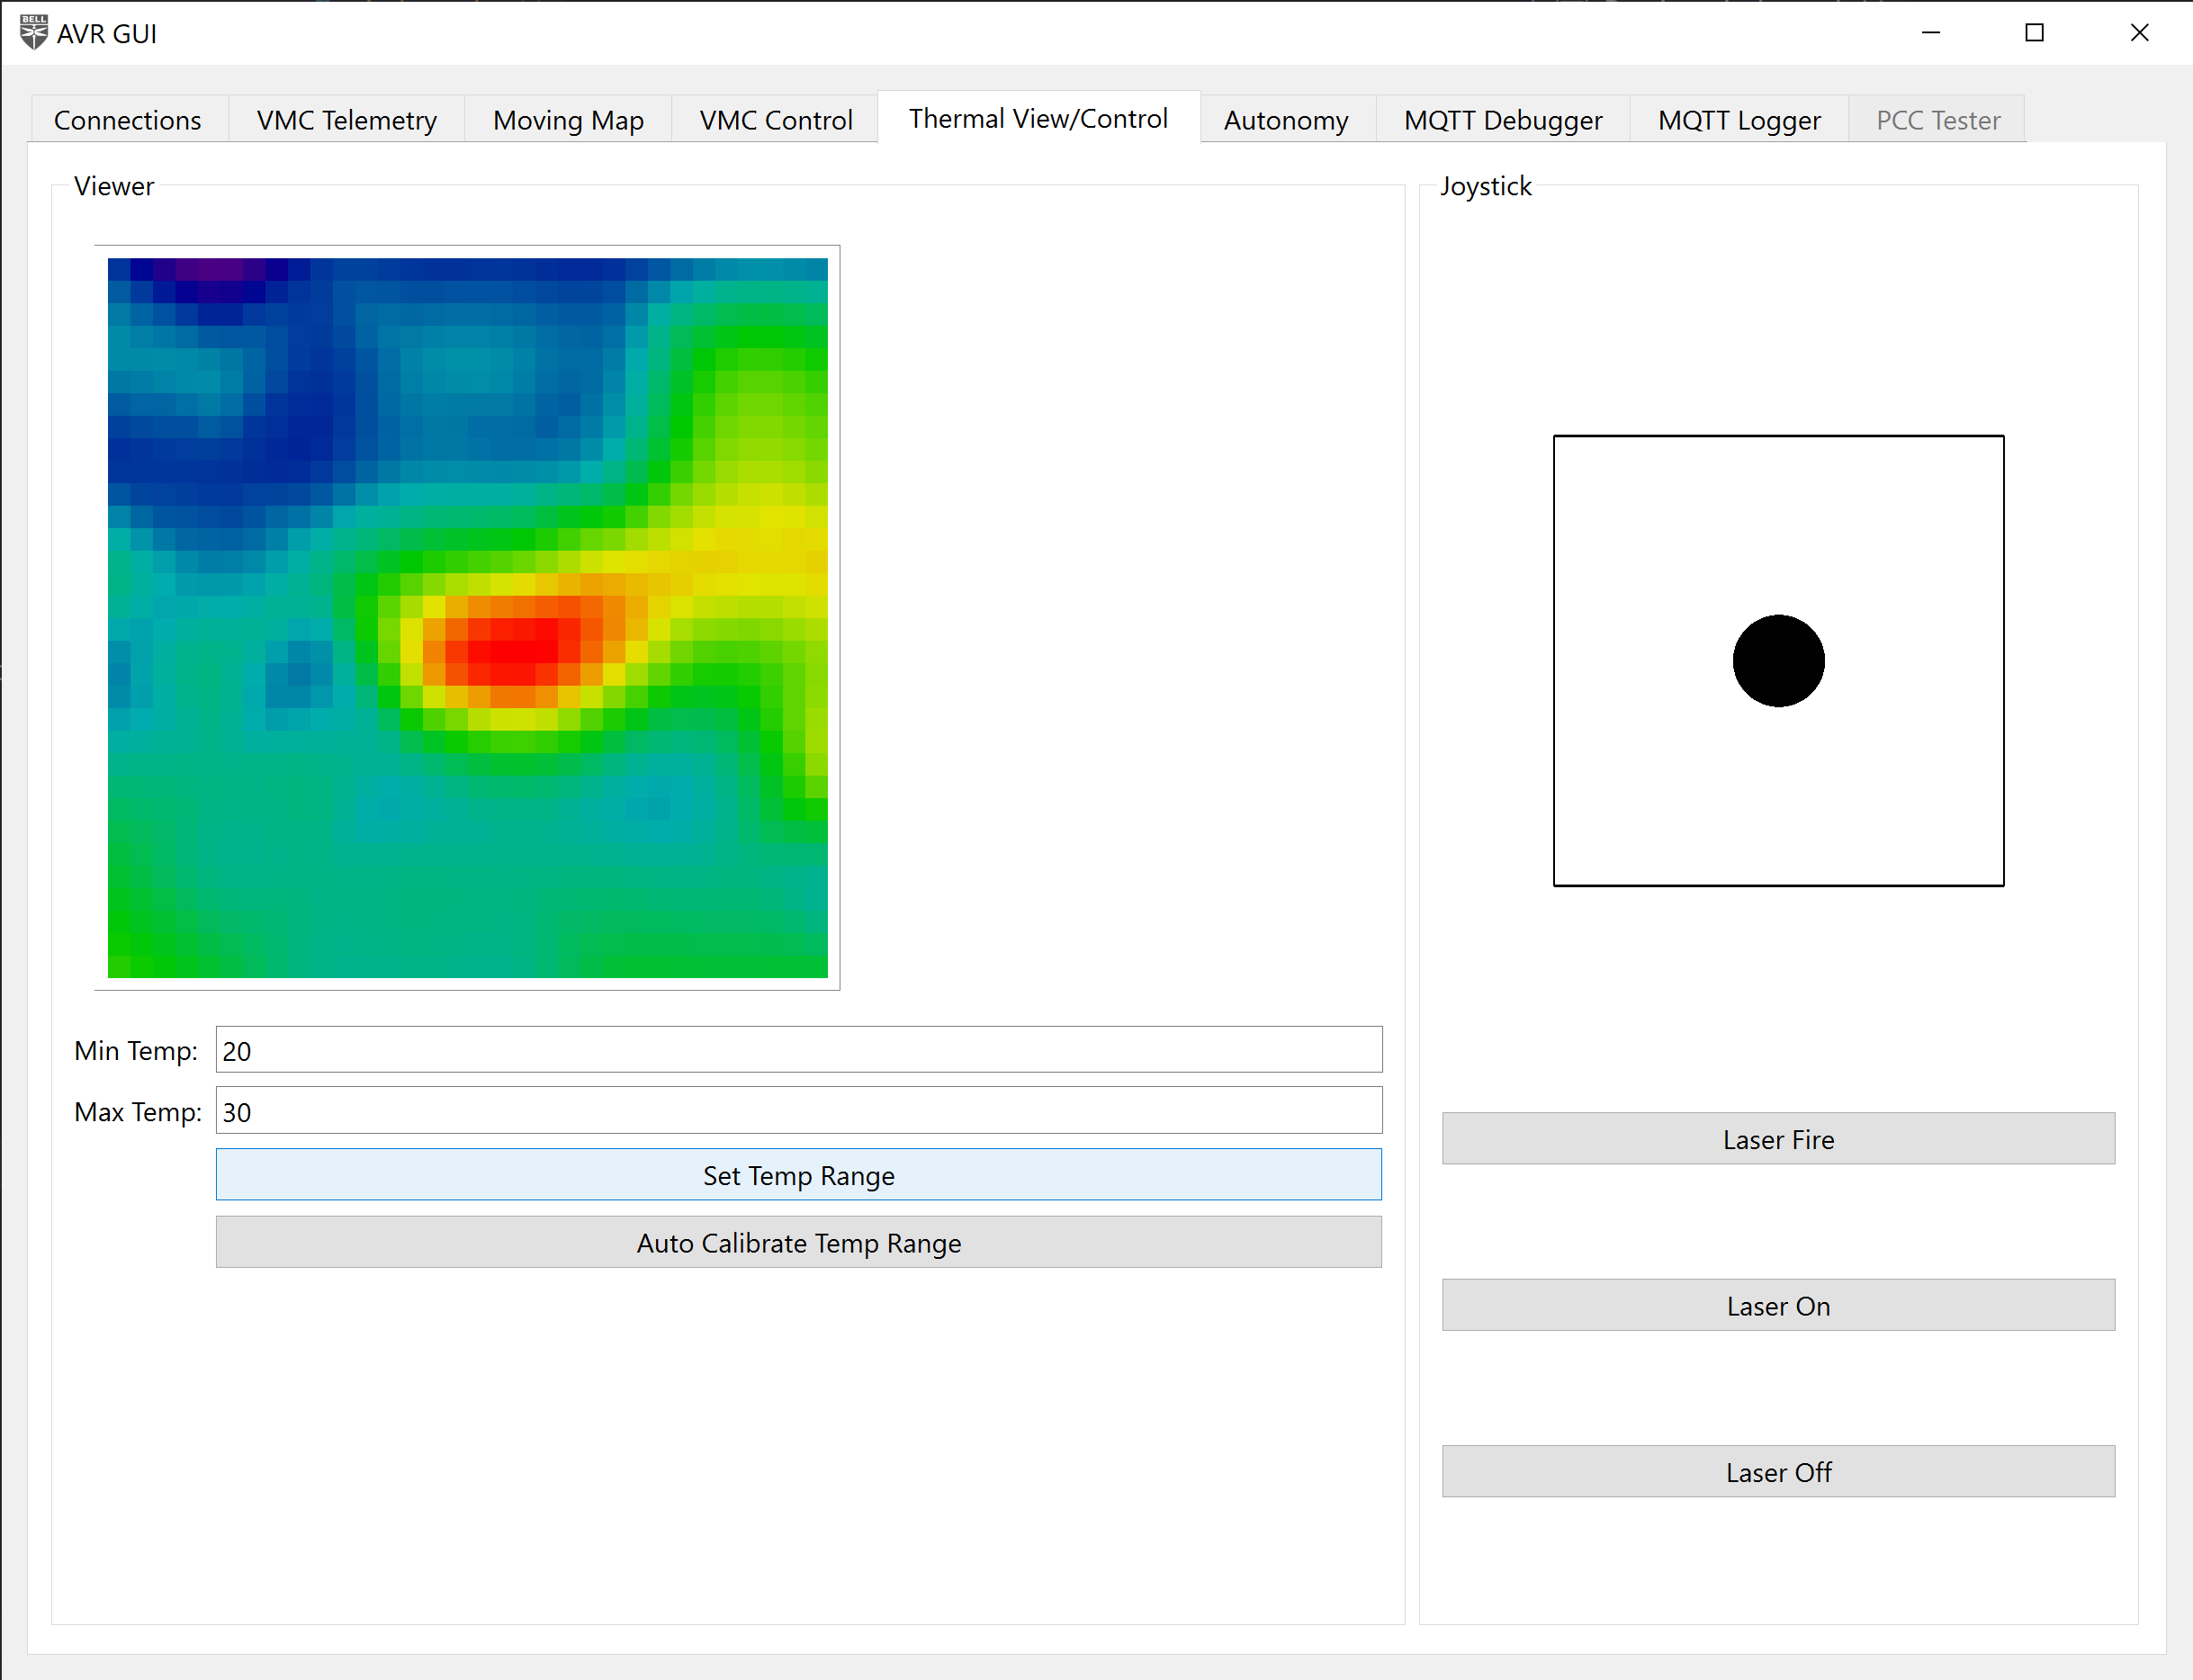 BELL
AVR GUI
Connections VMC Telemetry Moving Map VMC Control Thermal View/Control Autonomy MQTT Debugger MQTT Logger PCC Tester
Viewer
Min Temp: 20
Max Temp: 30
Set Temp Range
Auto Calibrate Temp Range
Joystick
Laser Fire
Laser On
Laser Off